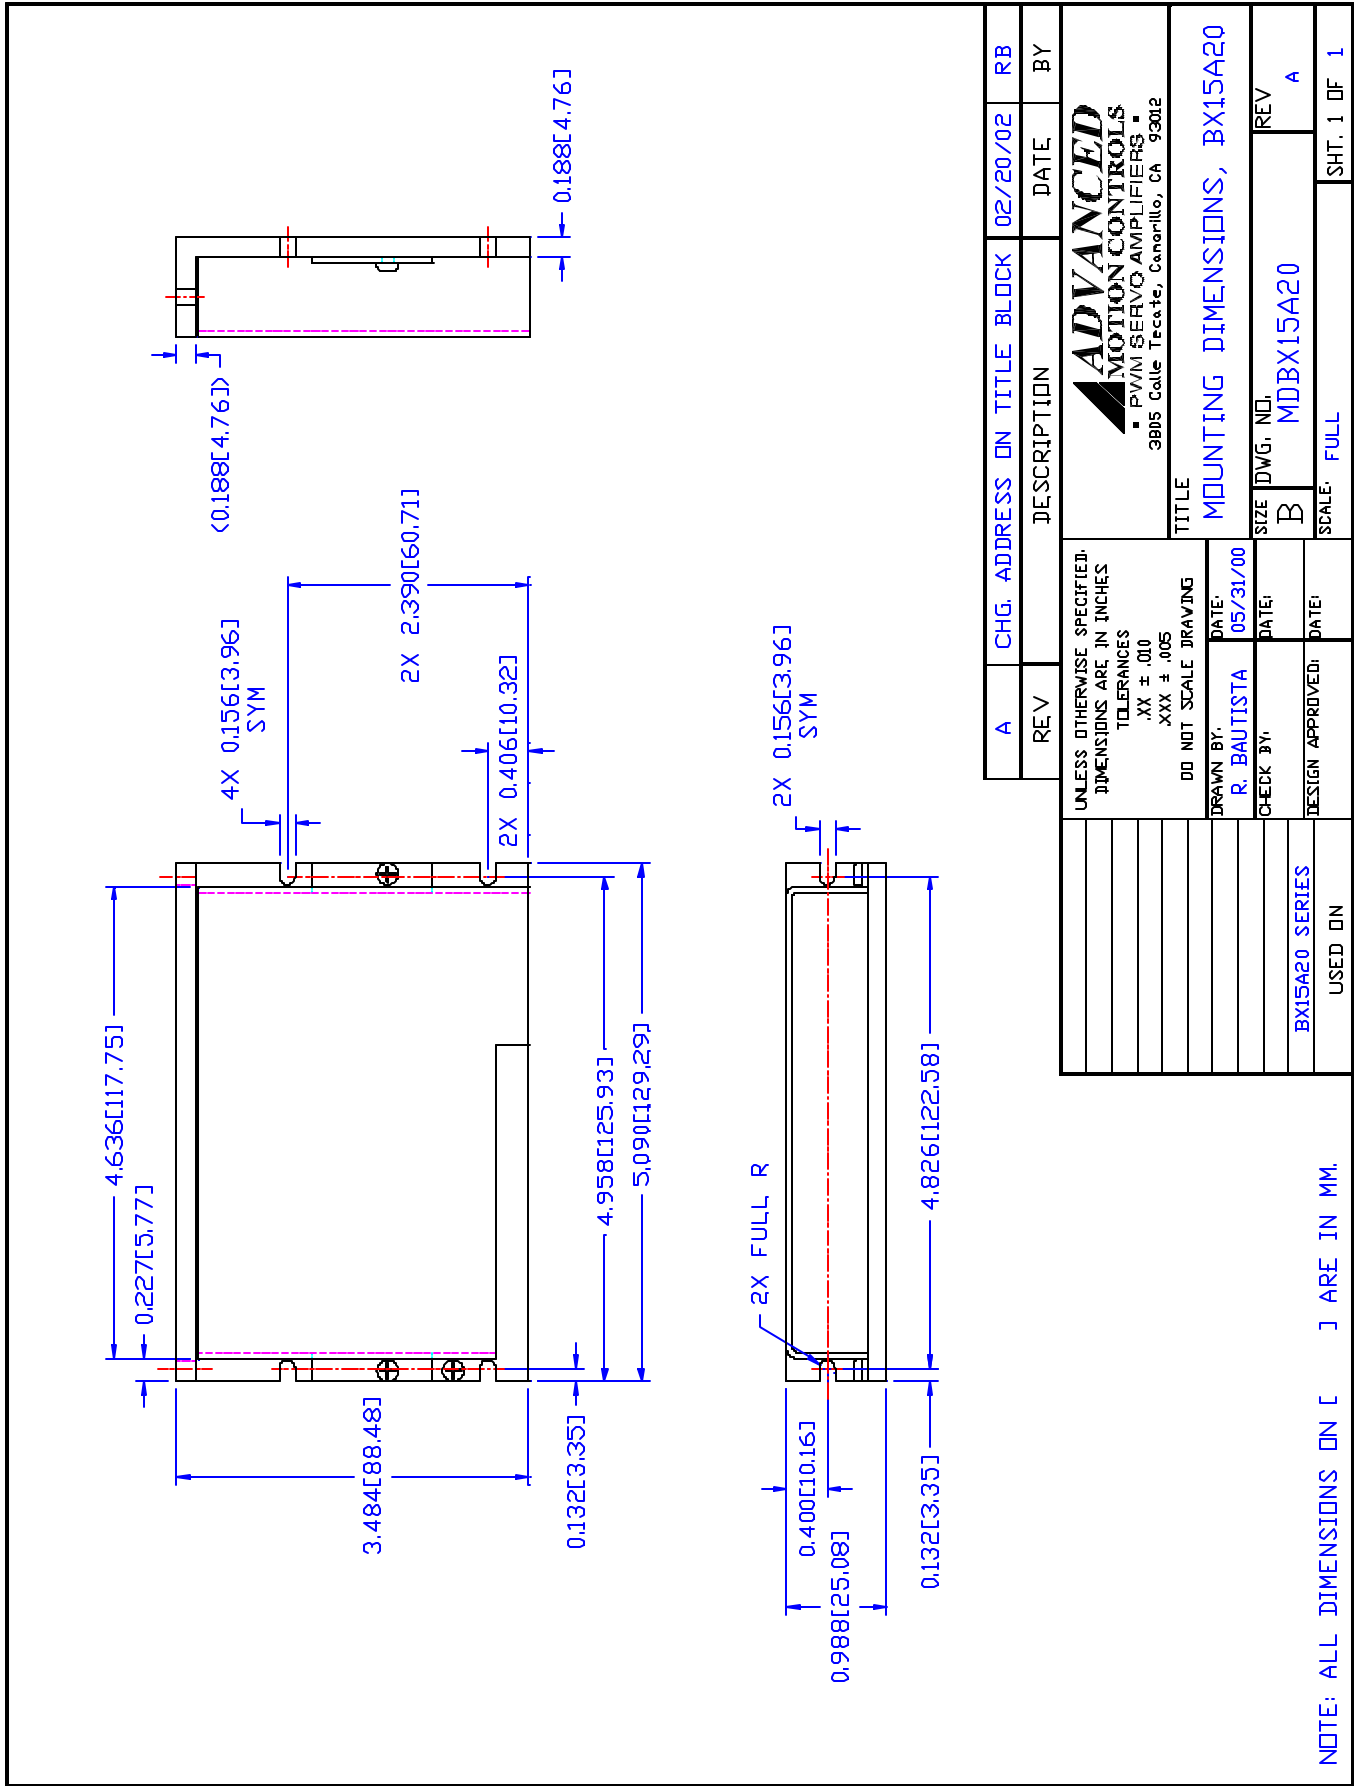 4.636[117.75]
0.227[5.77]
3.484[88.48]
4X 0.156[3.96]
SYM
2X 2.390[60.71]
2X 0.406[10.32]
0.132[3.35]
4.958[125.93]
5.090[129.29]
(0.188[4.76])
0.188[4.76]
2X FULL R
2X 0.156[3.96]
SYM
0.400[10.16]
0.988[25.08]
0.132[3.35]
4.826[122.58]
A CHG. ADDRESS ON TITLE BLOCK 02/20/02 RB
REV DESCRIPTION DATE BY
UNLESS OTHERWISE SPECIFIED.
DIMENSIONS ARE IN INCHES
TOLERANCES
.XX ± .010
.XXX ± .005
DO NOT SCALE DRAWING
ADVANCED
MOTION CONTROLS
▪ PWM SERVO AMPLIFIERS ▪
3805 Calle Tecate, Camarillo, CA 93012
DRAWN BY:
R. BAUTISTA
DATE:
05/31/00
CHECK BY:
DATE:
DESIGN APPROVED:
DATE:
TITLE
MOUNTING DIMENSIONS, BX15A20
SIZE
B
DWG. NO.
MDBX15A20
REV
A
SCALE: FULL
SHT. 1 OF 1
BX15A20 SERIES
USED ON
NOTE: ALL DIMENSIONS ON [ ] ARE IN MM.